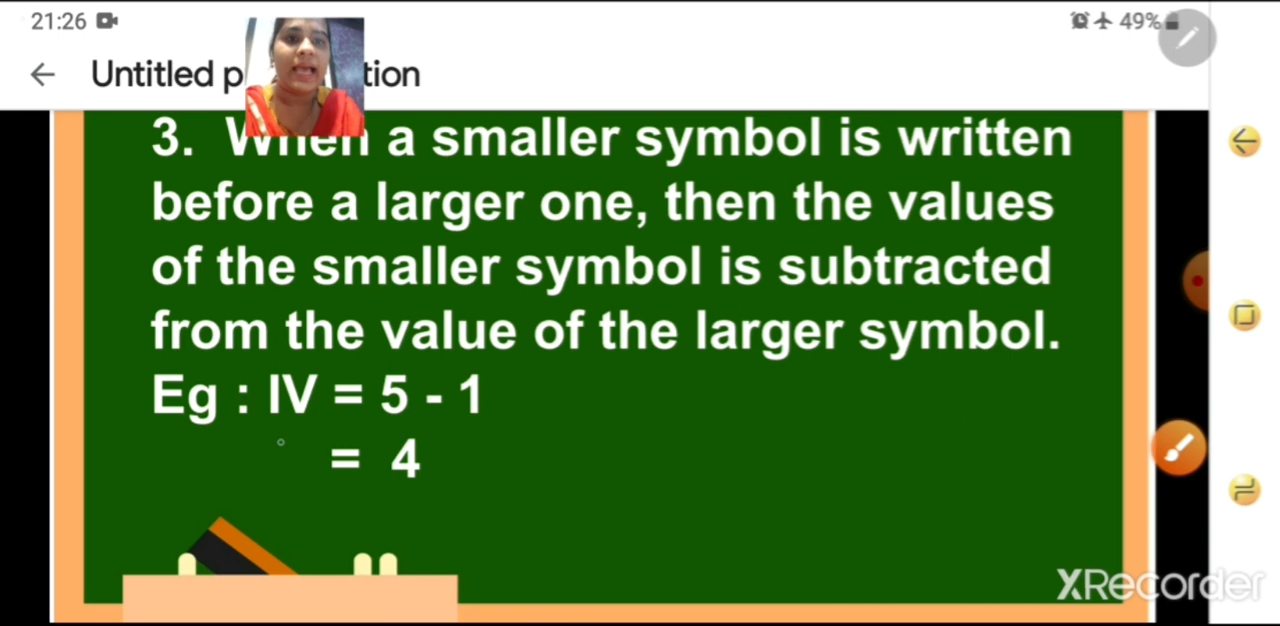 21:26 49%
Untitled p tion
3. When a smaller symbol is written
before a larger one, then the values
of the smaller symbol is subtracted
from the value of the larger symbol.
Eg : IV = 5 - 1
= 4
XRecorder